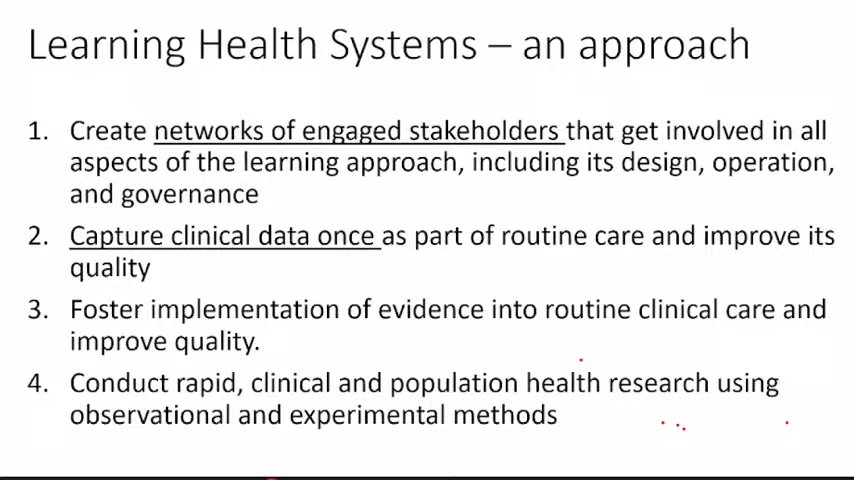 Learning Health Systems – an approach
1. Create networks of engaged stakeholders that get involved in all
aspects of the learning approach, including its design, operation,
and governance
2. Capture clinical data once as part of routine care and improve its
quality
3. Foster implementation of evidence into routine clinical care and
improve quality.
4. Conduct rapid, clinical and population health research using
observational and experimental methods